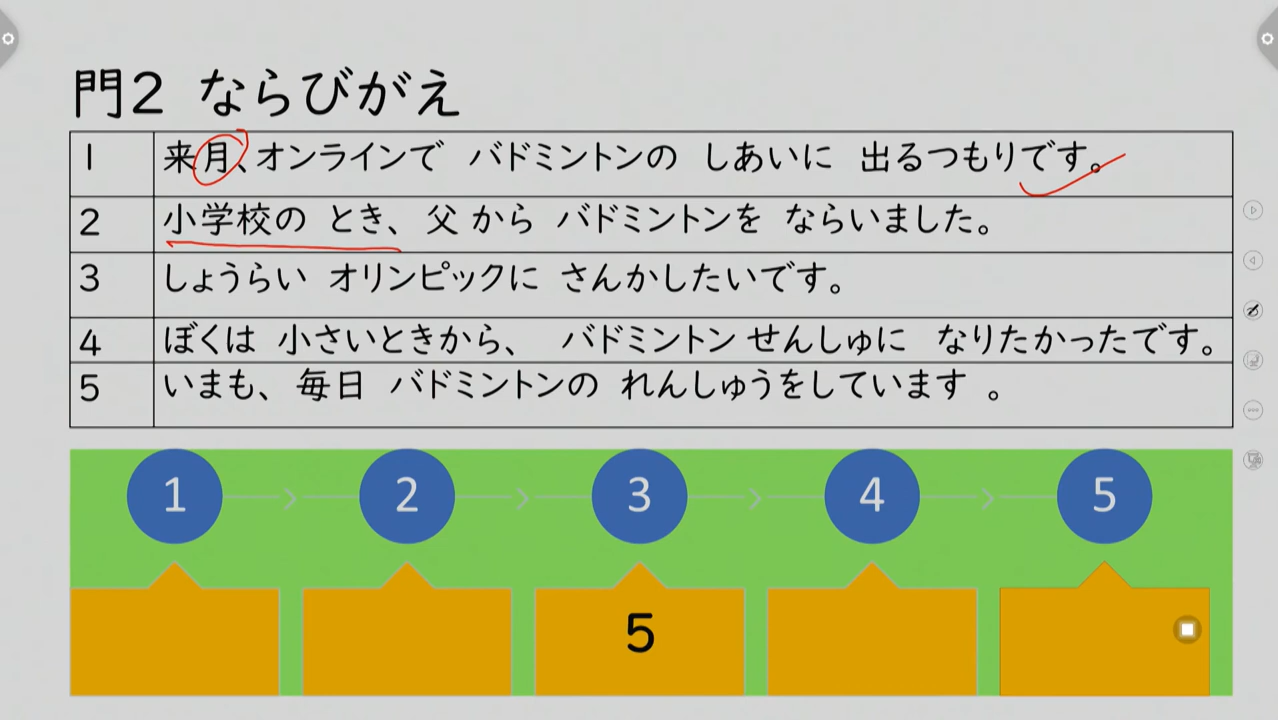 門2 ならびがえ
1 来月、オンラインで バドミントンの しあいに 出るつもりです。
2 小学校の とき、父 から バドミントンを ならいました。
3 しょうらい オリンピックに さんかしたいです。
4 ぼくは 小さいときから、 バドミントン せんしゅに なりたかったです。
5 いまも、毎日 バドミントンの れんしゅうをしています 。
1 2 3 4 5
5